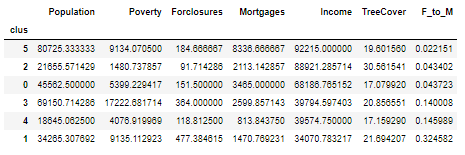 Population Poverty Forclosures Mortgages Income TreeCover F_to_M
clus
5 80725.333333 9134.070500 184.666667 8336.666667 92215.000000 19.601560 0.022151
2 21655.571429 1480.737857 91.714286 2113.142857 88921.285714 30.561541 0.043402
0 45562.500000 5399.229417 151.500000 3465.000000 68186.765152 17.079920 0.043723
3 69150.714286 17222.681714 364.000000 2599.857143 39794.597403 20.856551 0.140008
4 18645.062500 4076.919969 118.812500 813.843750 39574.750000 17.159290 0.145989
1 34265.307692 9135.112923 477.384615 1470.769231 34070.783217 21.694207 0.324582